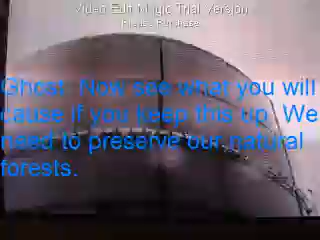 Video Edit Magic Trial Version
Please Purchase
Ghost: Now see what you will
cause if you keep this up. We
need to preserve our natural
forests.